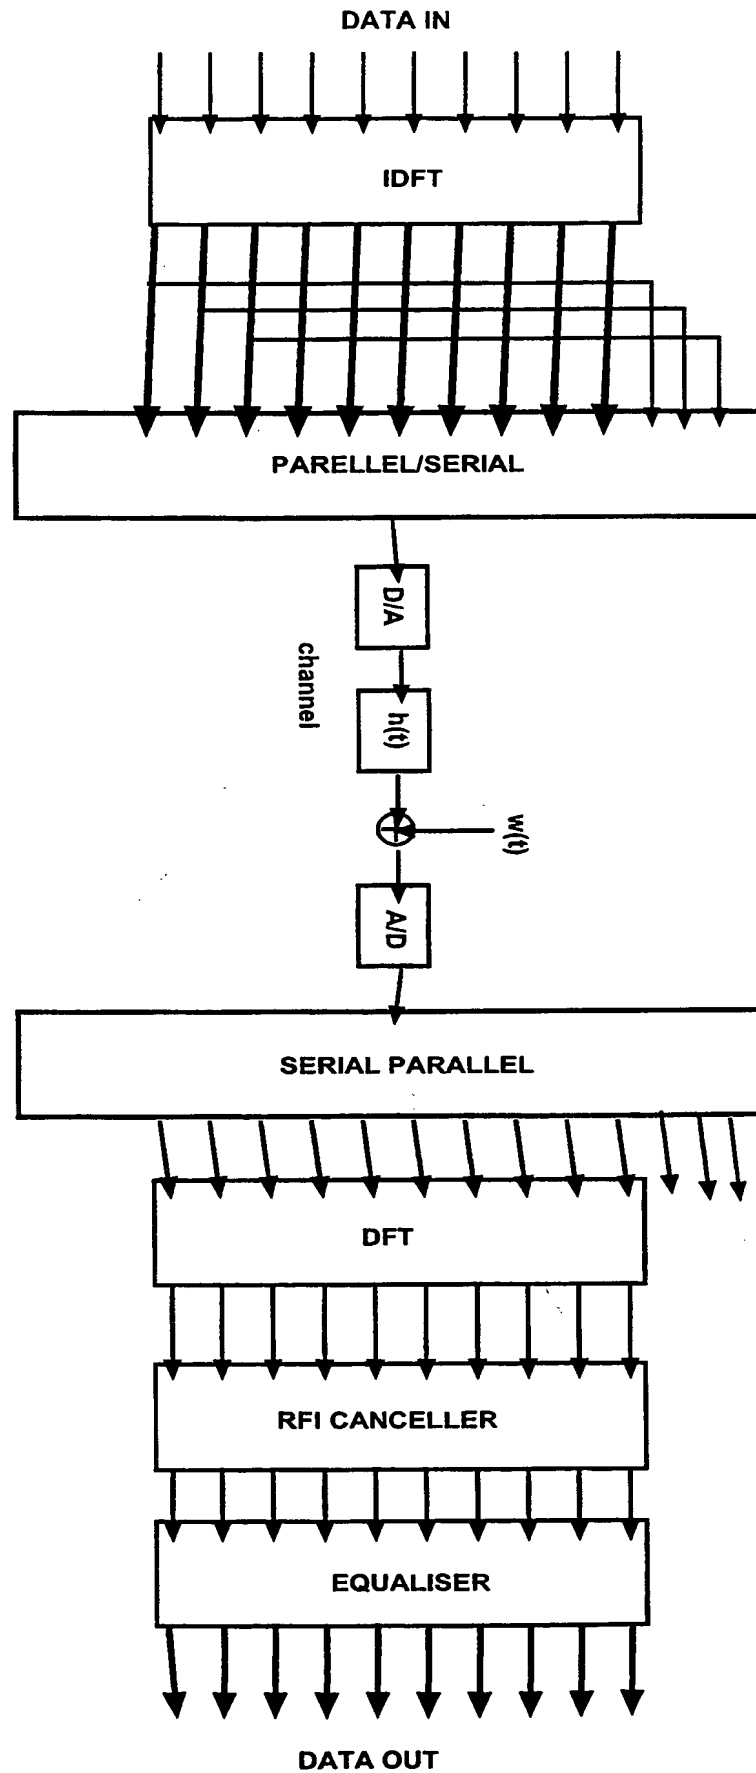 DATA IN
IDFT
PARELLEL/SERIAL
D/A
channel
h(t)
w(t)
A/D
SERIAL PARALLEL
DFT
RFI CANCELLER
EQUALISER
DATA OUT